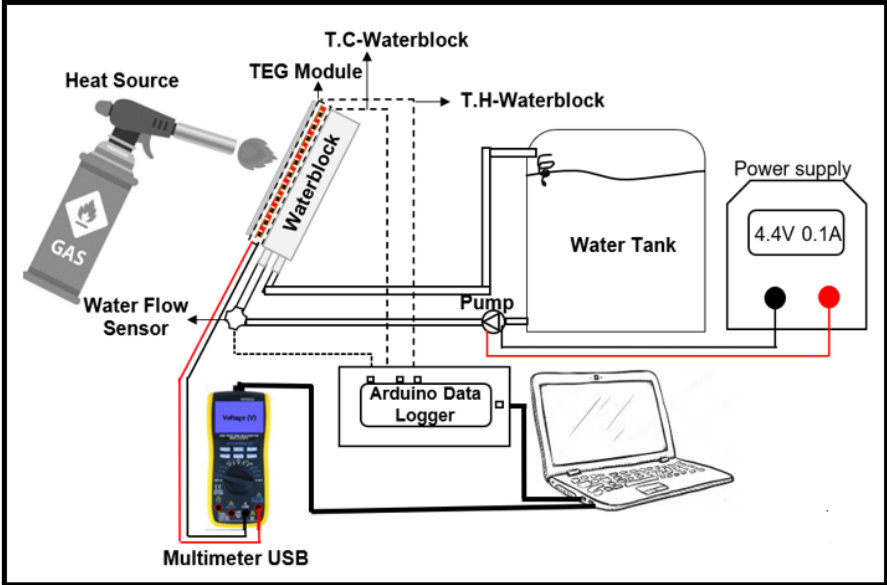 T.C-Waterblock
TEG Module
Heat Source
T.H-Waterblock
Waterblock
GAS
Power supply
4.4V 0.1A
Water Tank
Water Flow
Sensor
Pump
Arduino Data
Logger
Voltage (V)
Multimeter USB